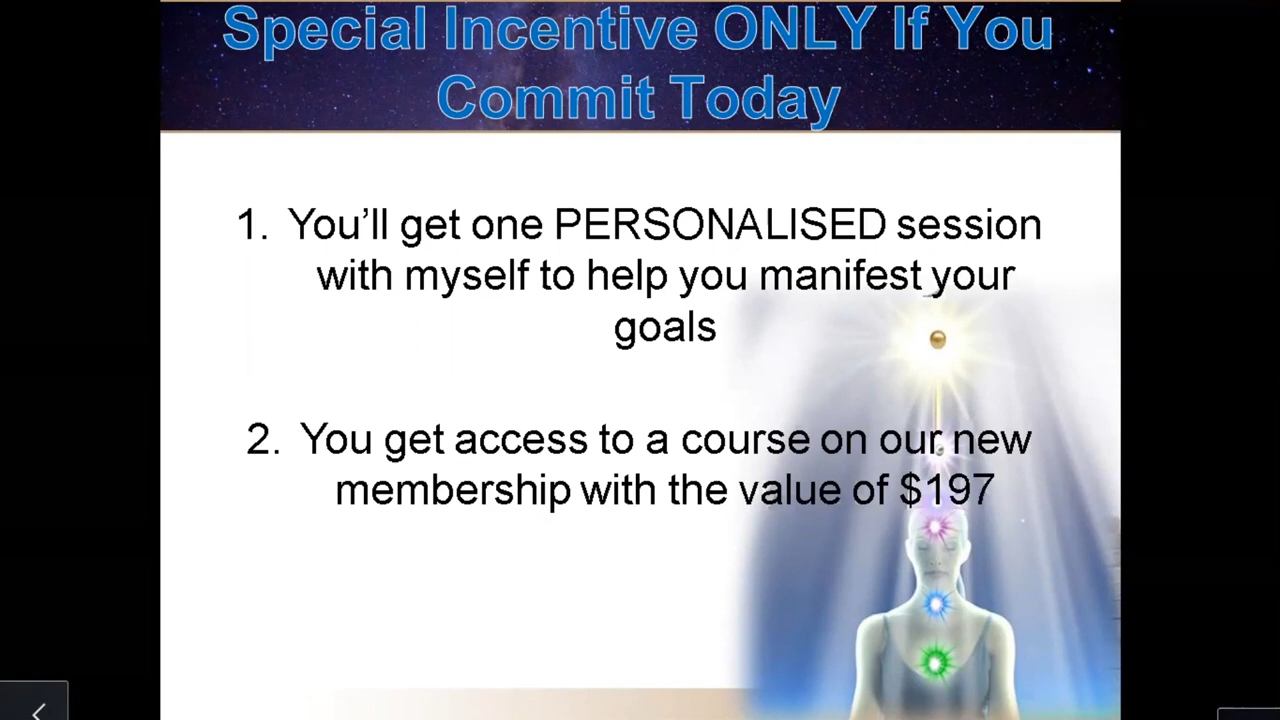 Special Incentive ONLY If You
Commit Today
1. You’ll get one PERSONALISED session
with myself to help you manifest your
goals
2. You get access to a course on our new
membership with the value of $197